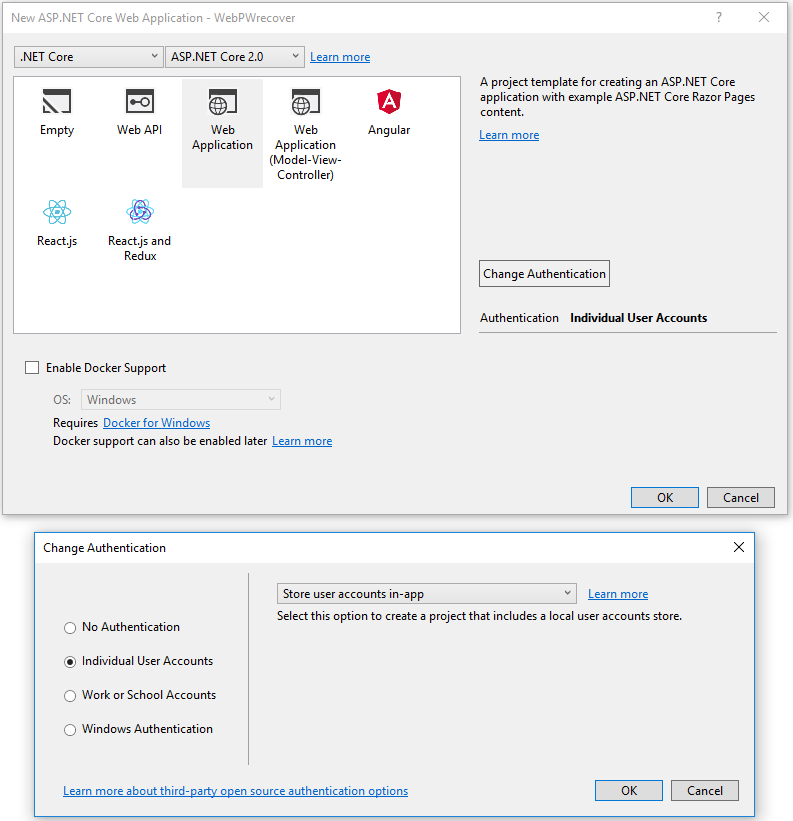 New ASP.NET Core Web Application - WebPWrecover
?
.NET Core
ASP.NET Core 2.0
Learn more
Empty
Web API
Web
Application
Web
Application
(Model-View-
Controller)
Angular
React.js
React.js and
Redux
A project template for creating an ASP.NET Core
application with example ASP.NET Core Razor Pages
content.
Learn more
Change Authentication
Authentication Individual User Accounts
Enable Docker Support
OS: Windows
Requires Docker for Windows
Docker support can also be enabled later Learn more
OK
Cancel
Change Authentication
No Authentication
Individual User Accounts
Work or School Accounts
Windows Authentication
Store user accounts in-app
Learn more
Select this option to create a project that includes a local user accounts store.
Learn more about third-party open source authentication options
OK
Cancel